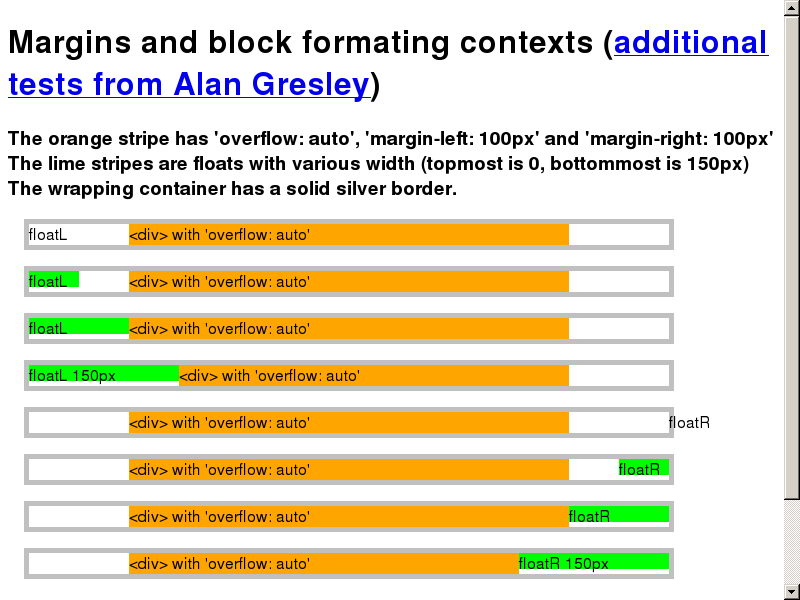 Margins and block formating contexts (additional
tests from Alan Gresley)
The orange stripe has 'overflow: auto', 'margin-left: 100px' and 'margin-right: 100px'
The lime stripes are floats with various width (topmost is 0, bottommost is 150px)
The wrapping container has a solid silver border.
floatL <div> with 'overflow: auto'
floatL <div> with 'overflow: auto'
floatL <div> with 'overflow: auto'
floatL 150px <div> with 'overflow: auto'
<div> with 'overflow: auto' floatR
<div> with 'overflow: auto' floatR
<div> with 'overflow: auto' floatR
<div> with 'overflow: auto' floatR 150px